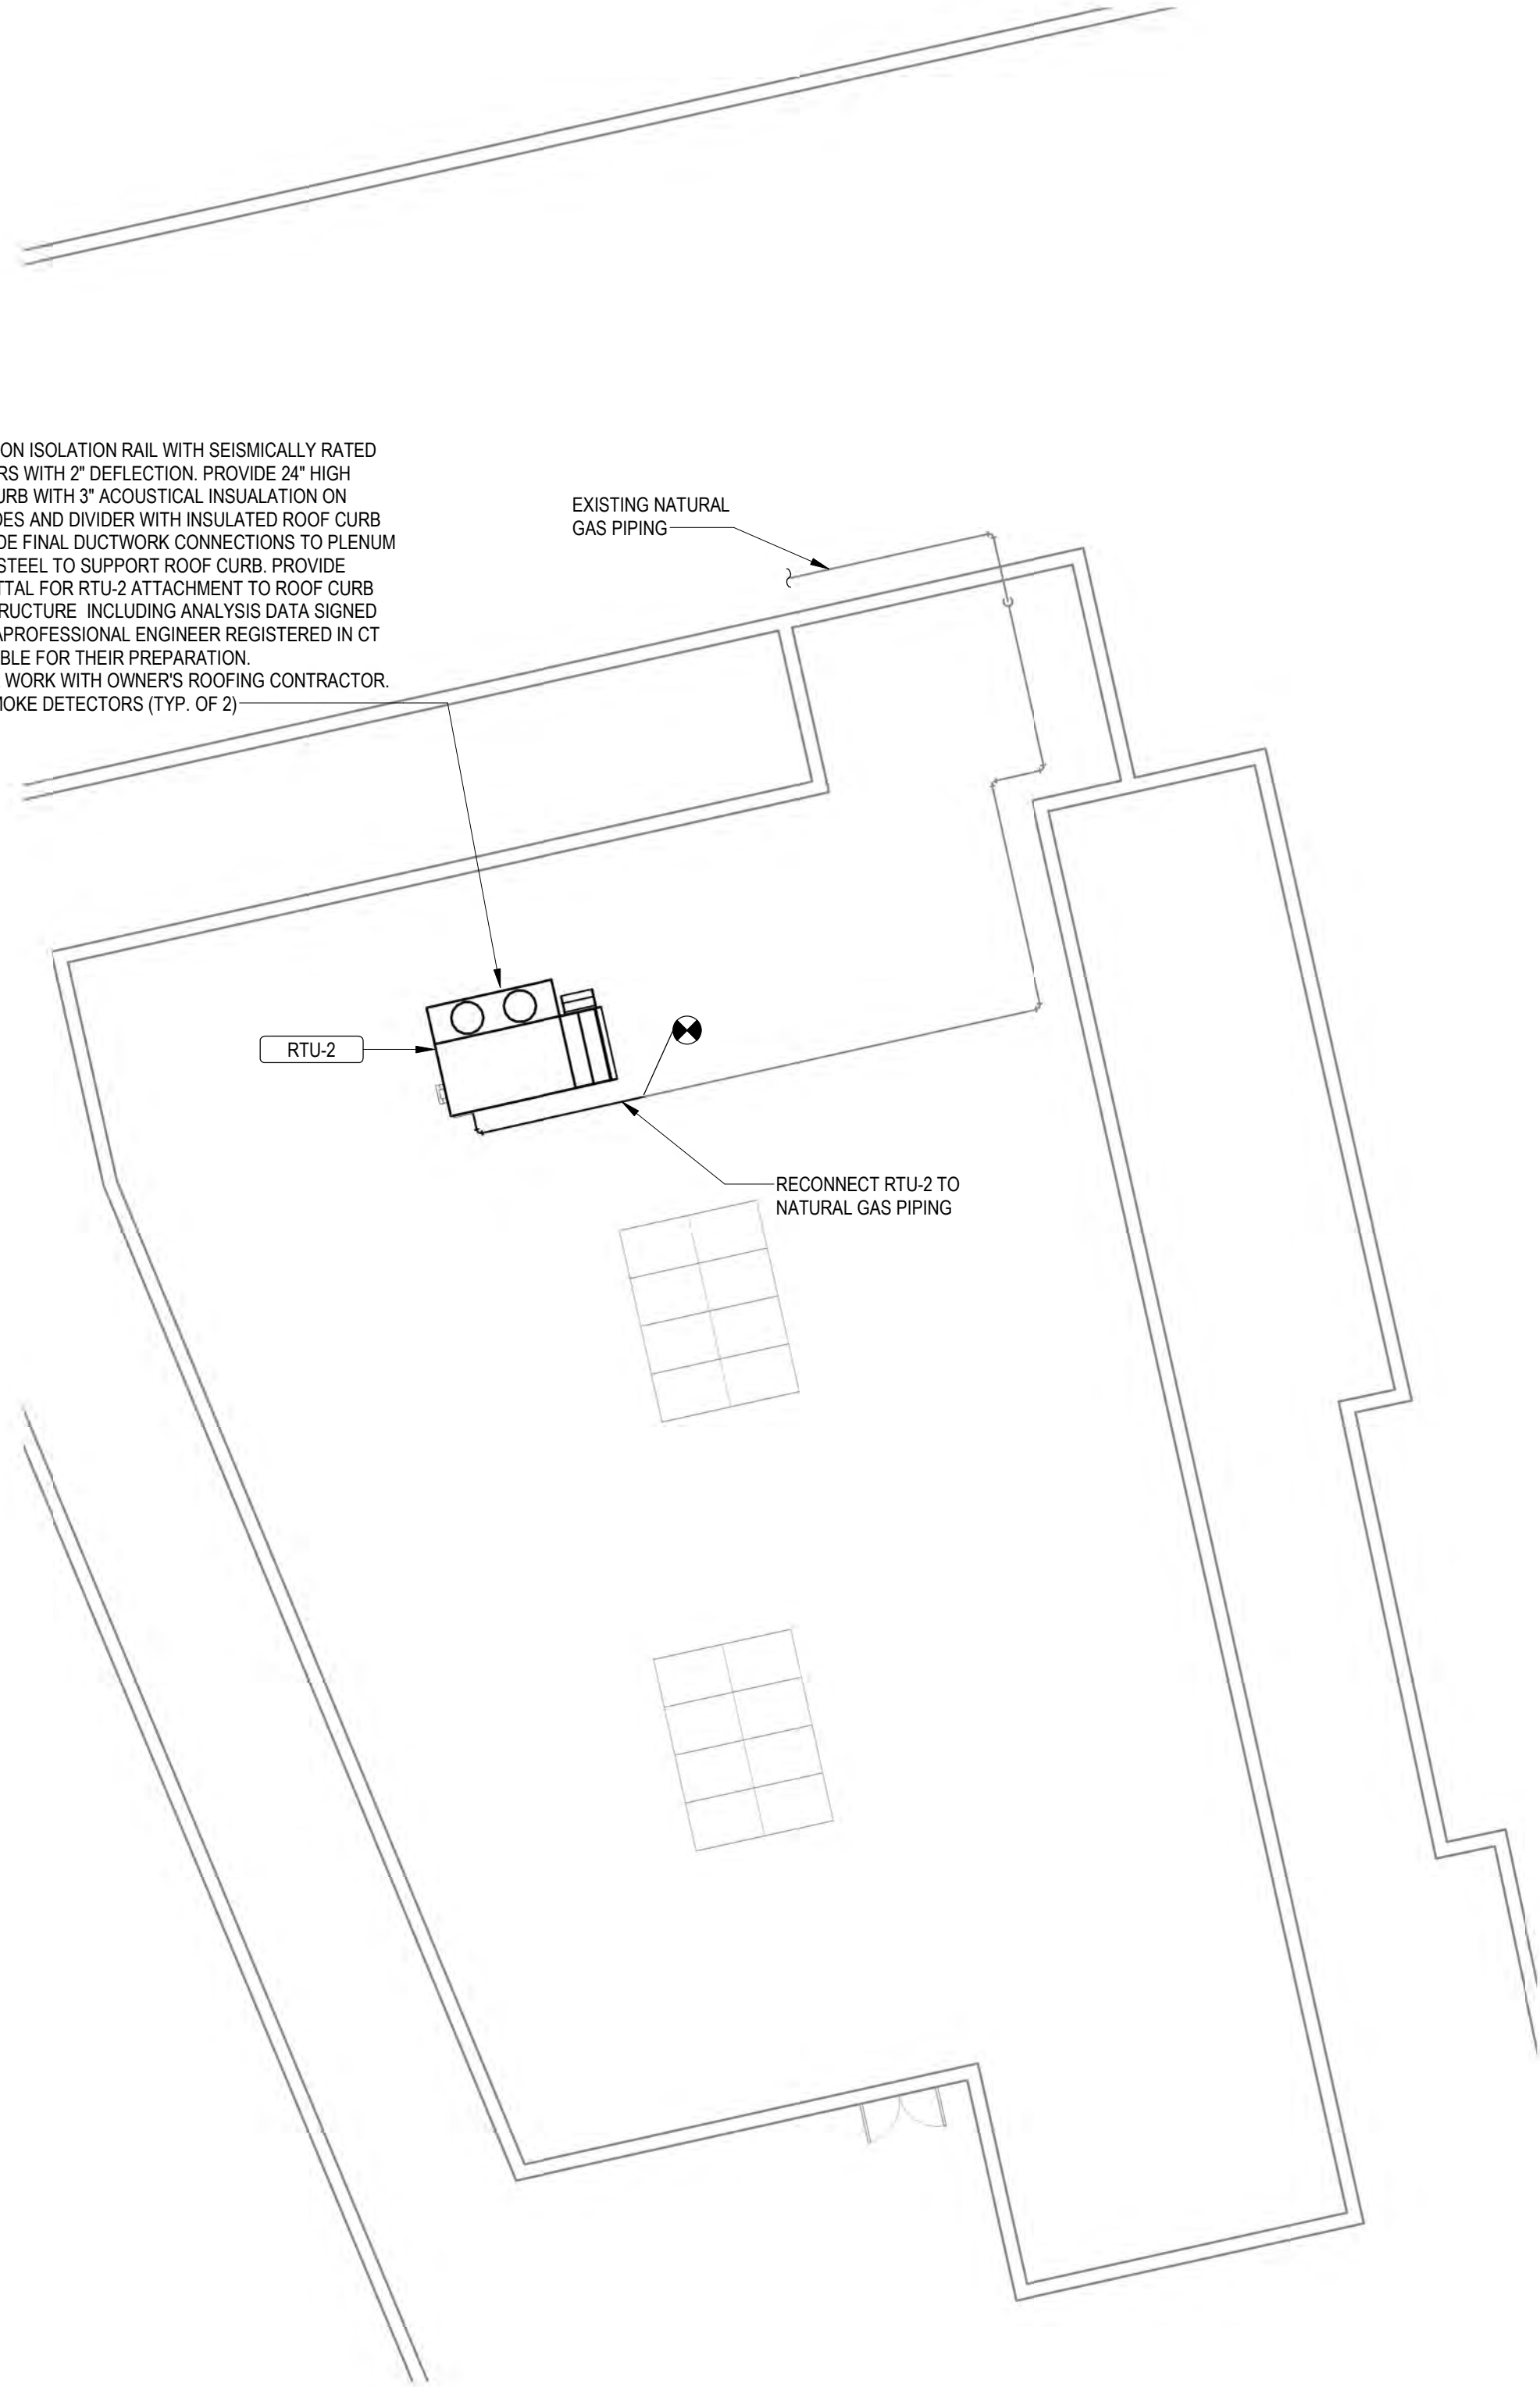 ON ISOLATION RAIL WITH SEISMICALLY RATED
RS WITH 2" DEFLECTION. PROVIDE 24" HIGH
URB WITH 3" ACOUSTICAL INSUALATION ON
DES AND DIVIDER WITH INSULATED ROOF CURB
DE FINAL DUCTWORK CONNECTIONS TO PLENUM
STEEL TO SUPPORT ROOF CURB. PROVIDE
TTAL FOR RTU-2 ATTACHMENT TO ROOF CURB
RUCTURE INCLUDING ANALYSIS DATA SIGNED
APROFESSIONAL ENGINEER REGISTERED IN CT
BLE FOR THEIR PREPARATION.
WORK WITH OWNER'S ROOFING CONTRACTOR.
MOKE DETECTORS (TYP. OF 2)
EXISTING NATURAL
GAS PIPING
RTU-2
RECONNECT RTU-2 TO
NATURAL GAS PIPING